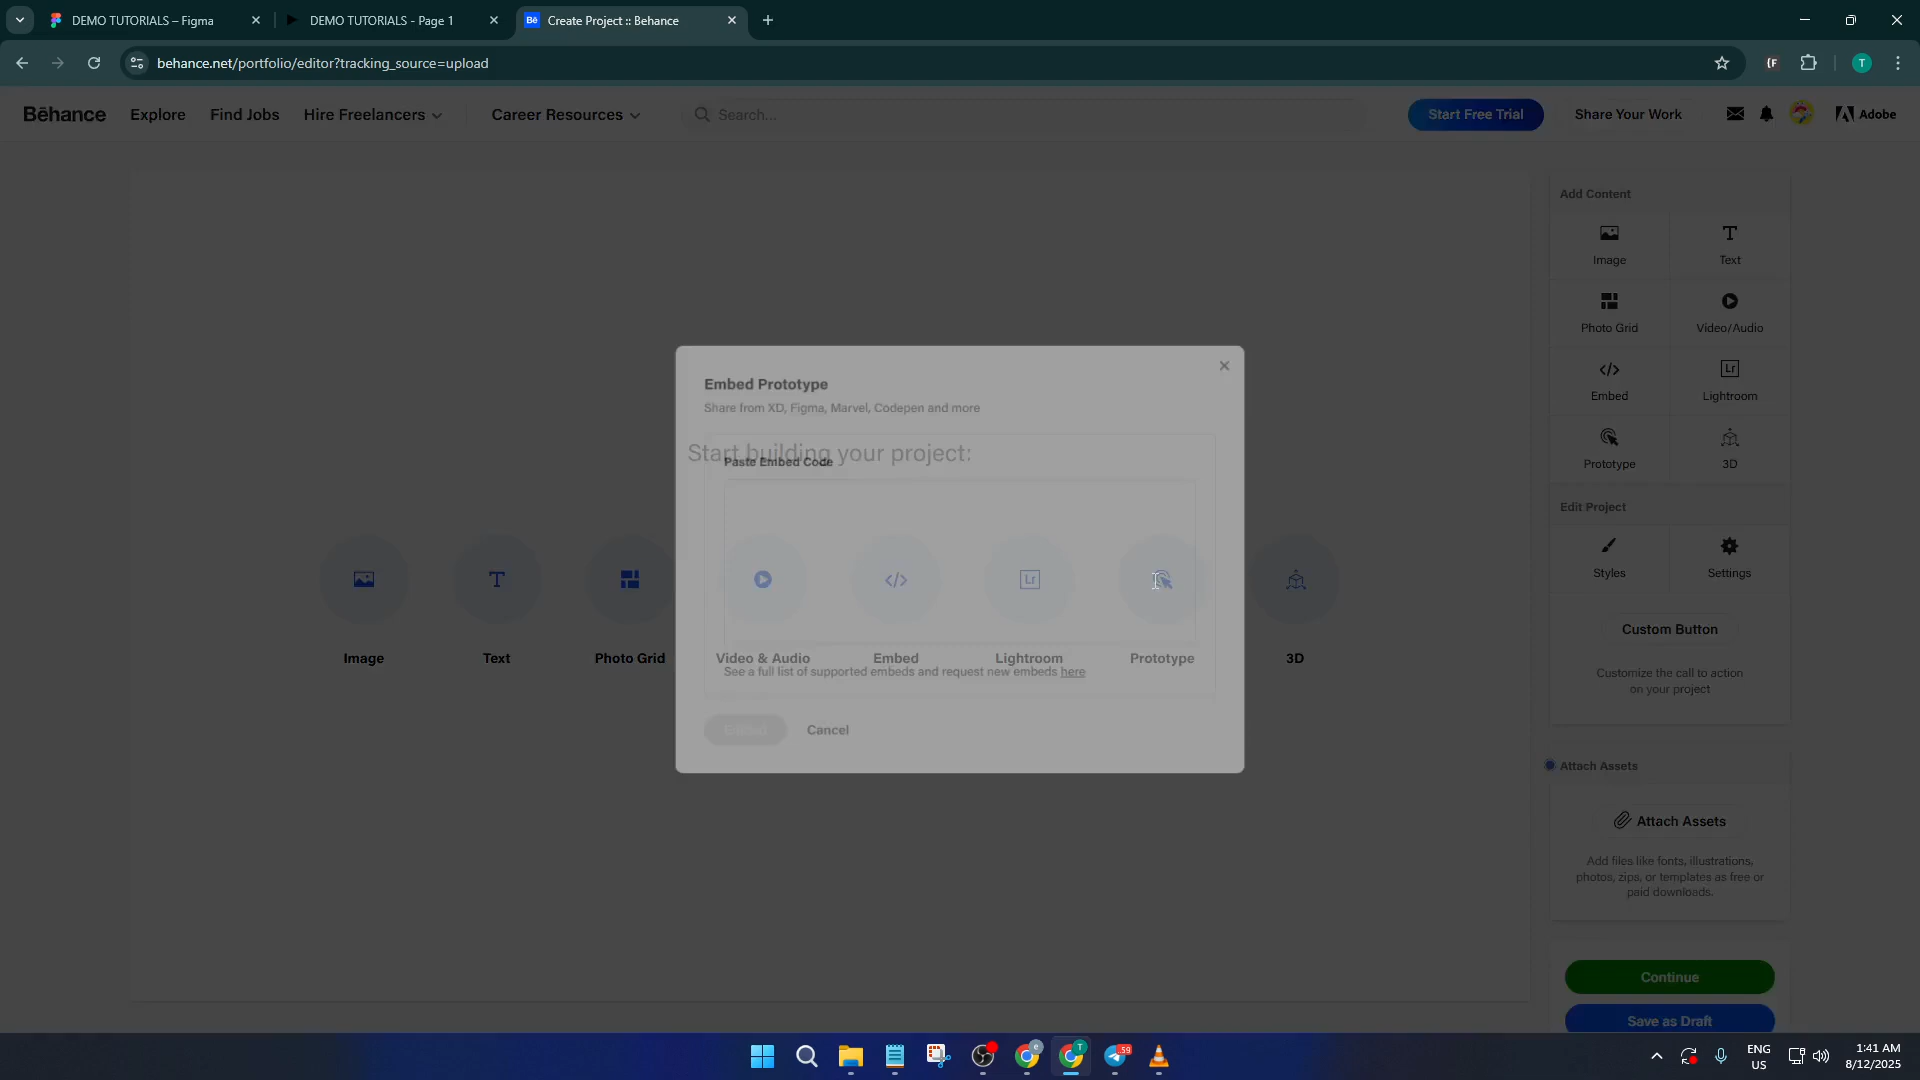 DEMO TUTORIALS – Figma
DEMO TUTORIALS - Page 1
Bē Create Project :: Behance
behance.net/portfolio/editor?tracking_source=upload
T
Bēhance
Explore
Find Jobs
Hire Freelancers
Career Resources
Search...
Start Free Trial
Share Your Work
Adobe
Add Content
Image
Text
Photo Grid
Video/Audio
Embed
Lr
Lightroom
Prototype
3D
Edit Project
Styles
Settings
Custom Button
Customize the call to action
on your project
Attach Assets
Attach Assets
Add files like fonts, illustrations,
photos, zips, or templates as free or
paid downloads.
Continue
Save as Draft
Embed Prototype
Share from XD, Figma, Marvel, Codepen and more
Start building your project:
Paste Embed Code
Lr
Image
Text
Photo Grid
Video & Audio
Embed
Lightroom
Prototype
3D
See a full list of supported embeds and request new embeds here
Embed
Cancel
e
T
59
ENG
US
1:41 AM
8/12/2025